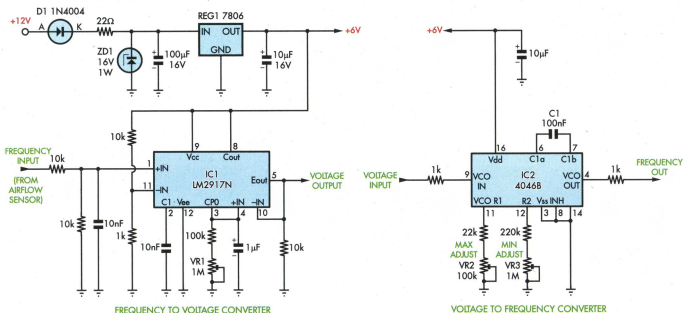 D1 1N4004
+12V
A
K
22Ω
REG1 7806
IN OUT
GND
+6V
ZD1
16V
1W
100µF
16V
10µF
16V
10k
9
8
Vcc
Cout
FREQUENCY
INPUT
(FROM
AIRFLOW
SENSOR)
10k
1
+IN
IC1
LM2917N
Eout
5
VOLTAGE
OUTPUT
11
–IN
C1 Vee CPO +IN –IN
2
12
3
4
10
10k
10nF
1k
10nF
100k
VR1
1M
1µF
10k
FREQUENCY TO VOLTAGE CONVERTER
+6V
10µF
C1
100nF
16
6
7
Vdd
C1a
C1b
VOLTAGE
INPUT
1k
9
VCO
IN
IC2
4046B
VCO
OUT
4
1k
FREQUENCY
OUT
VCO R1
R2
Vss INH
11
12
3
8
14
22k
220k
MAX
ADJUST
MIN
ADJUST
VR2
100k
VR3
1M
VOLTAGE TO FREQUENCY CONVERTER